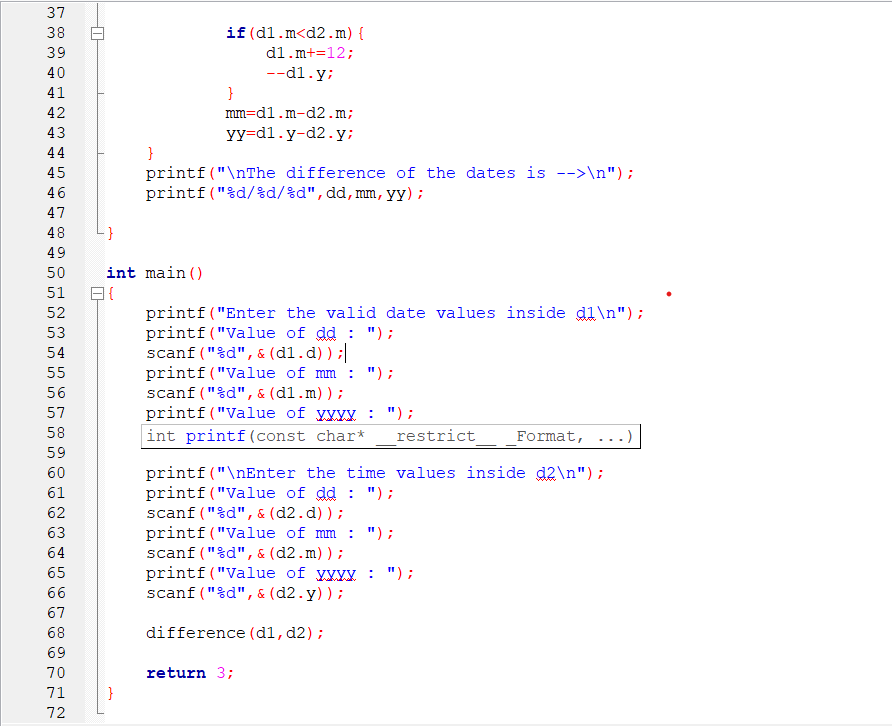 37
38 if(d1.m<d2.m){
39 d1.m+=12;
40 --d1.y;
41 }
42 mm=d1.m-d2.m;
43 yy=d1.y-d2.y;
44 }
45 printf("\nThe difference of the dates is -->\n");
46 printf("%d/%d/%d",dd,mm,yy);
47
48 }
49
50 int main()
51 {
52 printf("Enter the valid date values inside d1\n");
53 printf("Value of dd : ");
54 scanf("%d",&(d1.d));
55 printf("Value of mm : ");
56 scanf("%d",&(d1.m));
57 printf("Value of yyyy : ");
58 int printf(const char* __restrict__ _Format, ...)
59
60 printf("\nEnter the time values inside d2\n");
61 printf("Value of dd : ");
62 scanf("%d",&(d2.d));
63 printf("Value of mm : ");
64 scanf("%d",&(d2.m));
65 printf("Value of yyyy : ");
66 scanf("%d",&(d2.y));
67
68 difference(d1,d2);
69
70 return 3;
71 }
72